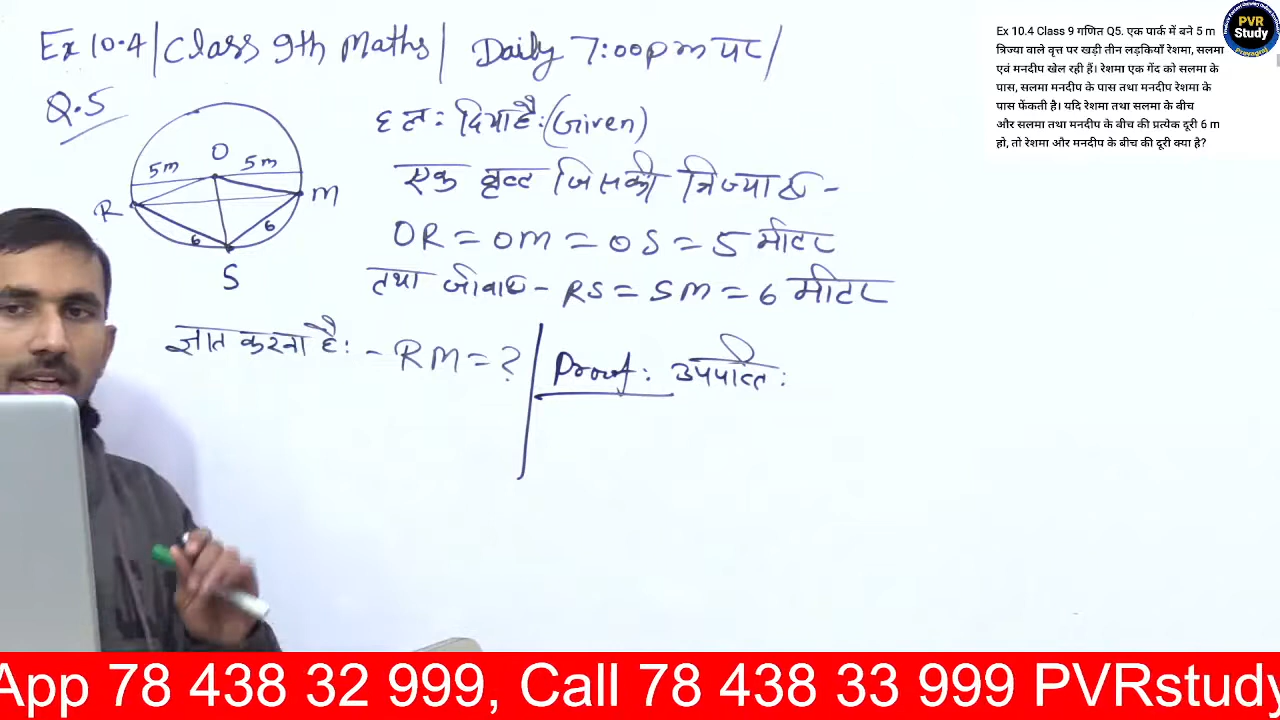 Ex 10.4 | Class 9th Maths | Daily 7:00 pm पर |
Q.5
O
5m 5m
R
M
6 6
S
हल : दिया है : (Given)
एक वृत्त जिसकी त्रिज्याएँ -
OR = OM = OS = 5 मीटर
तथा जीवाएँ - RS = SM = 6 मीटर
ज्ञात करना है : - RM = ?
Proof : उपपत्ति :
Ex 10.4 Class 9 गणित Q5. एक पार्क में बने 5 m
त्रिज्या वाले वृत्त पर खड़ी तीन लड़कियाँ रेशमा, सलमा
एवं मनदीप खेल रही हैं। रेशमा एक गेंद को सलमा के
पास, सलमा मनदीप के पास तथा मनदीप रेशमा के
पास फेंकती है। यदि रेशमा तथा सलमा के बीच
और सलमा तथा मनदीप के बीच की प्रत्येक दूरी 6 m
हो, तो रेशमा और मनदीप के बीच की दूरी क्या है?
PVR
Study
App 78 438 32 999, Call 78 438 33 999 PVRstudy